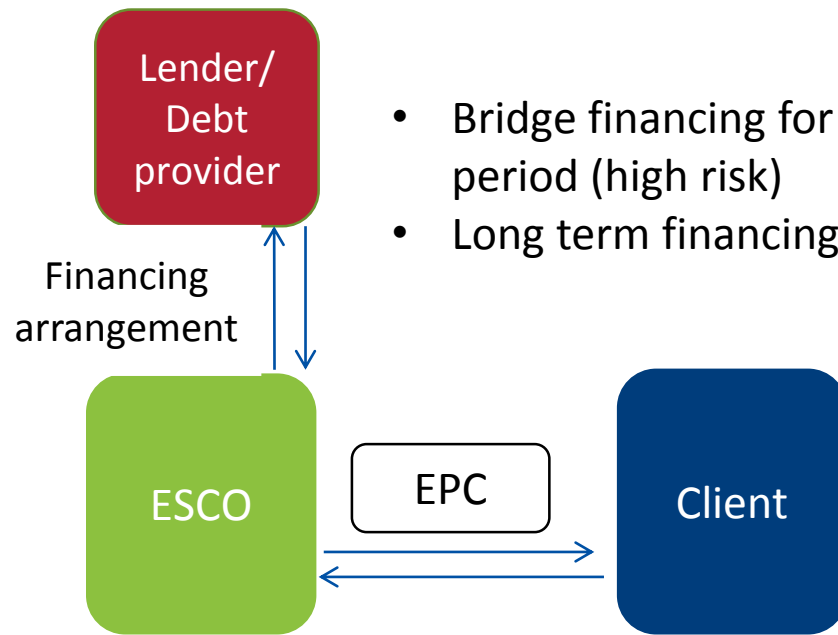 Lender/
Debt
provider
• Bridge financing for
period (high risk)
• Long term financing
Financing
arrangement
ESCO
EPC
Client